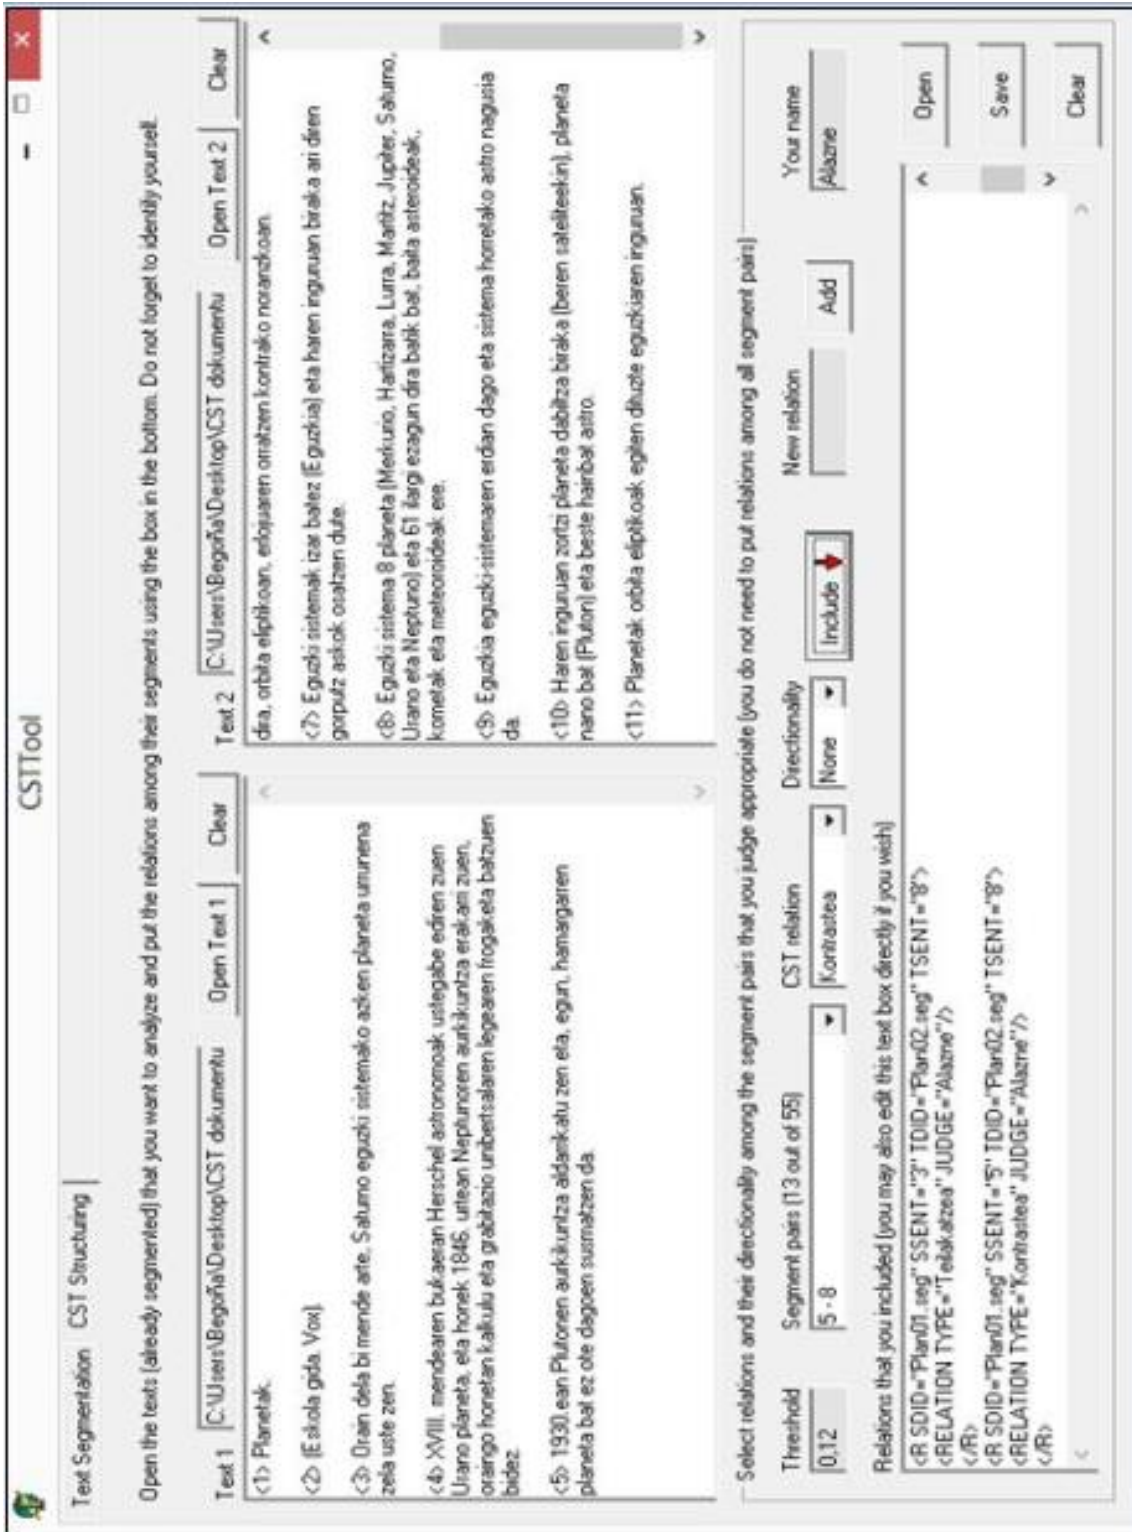 CSTTool
Text Segmentation CST Structuring
Open the texts (already segmented) that you want to analyze and put the relations among their segments using the box in the bottom. Do not forget to identify yourself.
Text 1 C:\Users\Begoña\Desktop\CST dokumentu Open Text 1 Clear
Text 2 C:\Users\Begoña\Desktop\CST dokumentu Open Text 2 Clear
<1> Planetak.
<2> (Eskola gida. Vox).
<3> Orain dela bi mende arte, Saturno eguzki sistemako azken planeta urrunena
zela uste zen.
<4> XVIII. mendearen bukaeran Herschel astronomoak ustegabe ediren zuen
Urano planeta, eta honek 1846. urtean Neptunoren aurkikuntza erakarri zuen,
oraingo honetan kalkulu eta grabitazio unibertsalaren legearen frogaketa batzuen
bidez.
<5> 1930.ean Plutonen aurkikuntza aldarrikatu zen eta, egun, hamagarren
planeta bat ez ote dagoen susmatzen da.
dira, orbita eliptikoan, erlojuaren orratzen kontrako noranzkoan.
<7> Eguzki sistemak izar batez (Eguzkia) eta haren inguruan biraka ari diren
gorputz askok osatzen dute.
<8> Eguzki sistema 8 planeta (Merkurio, Hartizarra, Lurra, Martitz, Jupiter, Saturno,
Urano eta Neptuno) eta 61 ilargi ezagun dira batik bat, baita asteroideak,
kometak eta meteoroideak ere.
<9> Eguzkia eguzki-sistemaren erdian dago eta sistema horretako astro nagusia
da.
<10> Haren inguruan zortzi planeta dabiltza biraka (beren sateliteekin), planeta
nano bat (Pluton) eta beste hainbat astro.
<11> Planetak orbita eliptikoak egiten dituzte eguzkiaren inguruan.
Select relations and their directionality among the segment pairs that you judge appropriate (you do not need to put relations among all segment pairs)
Threshold Segment pairs (13 out of 55) CST relation Directionality New relation Your name
0,12 5 - 8 Kontrastea None Include Add Alazne
Relations that you included (you may also edit this text box directly if you wish)
<R SDID="Plan01.seg" SSENT="3" TDID="Plan02.seg" TSENT="8">
<RELATION TYPE="Teilakatzea" JUDGE="Alazne"/>
</R>
<R SDID="Plan01.seg" SSENT="5" TDID="Plan02.seg" TSENT="8">
<RELATION TYPE="Kontrastea" JUDGE="Alazne"/>
</R>
Open
Save
Clear